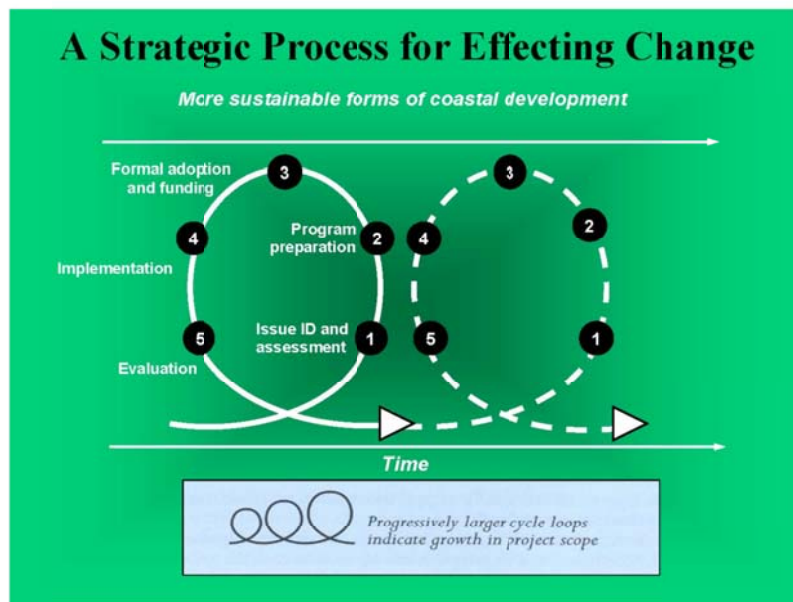 A Strategic Process for Effecting Change
More sustainable forms of coastal development
Formal adoption
and funding
3
3
4
Program
preparation
2
4
2
Implementation
5
Issue ID and
assessment
1
5
1
Evaluation
Time
Progressively larger cycle loops
indicate growth in project scope